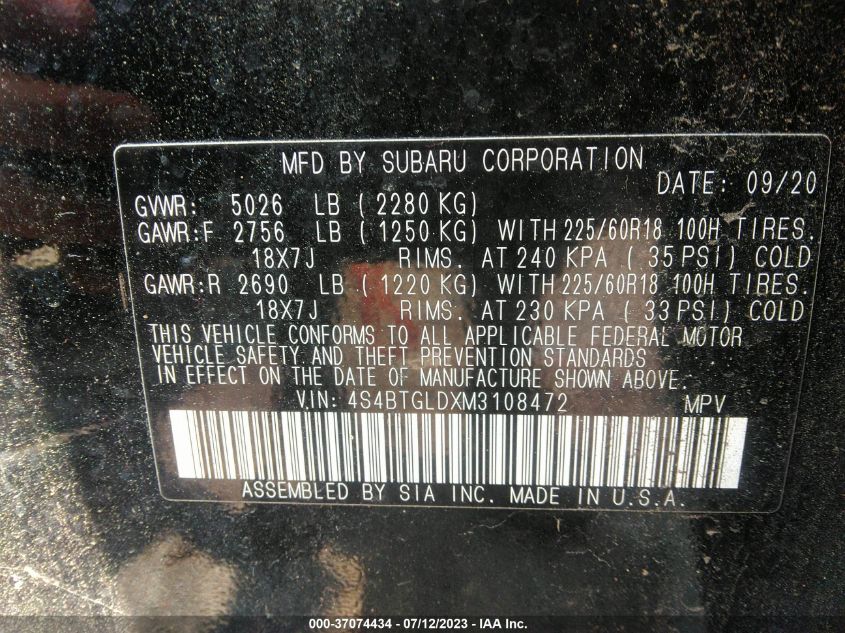 MFD BY SUBARU CORPORATION
DATE: 09/20
GVWR: 5026 LB ( 2280 KG)
GAWR:F 2756 LB ( 1250 KG) WITH 225/60R18 100H TIRES.
18X7J RIMS. AT 240 KPA ( 35 PSI) COLD
GAWR:R 2690 LB ( 1220 KG) WITH 225/60R18 100H TIRES.
18X7J RIMS. AT 230 KPA ( 33 PSI) COLD
THIS VEHICLE CONFORMS TO ALL APPLICABLE FEDERAL MOTOR
VEHICLE SAFETY AND THEFT PREVENTION STANDARDS
IN EFFECT ON THE DATE OF MANUFACTURE SHOWN ABOVE.
VIN: 4S4BTGLDXM3108472 MPV
ASSEMBLED BY SIA INC. MADE IN U.S.A.
000-37074434 - 07/12/2023 - IAA Inc.